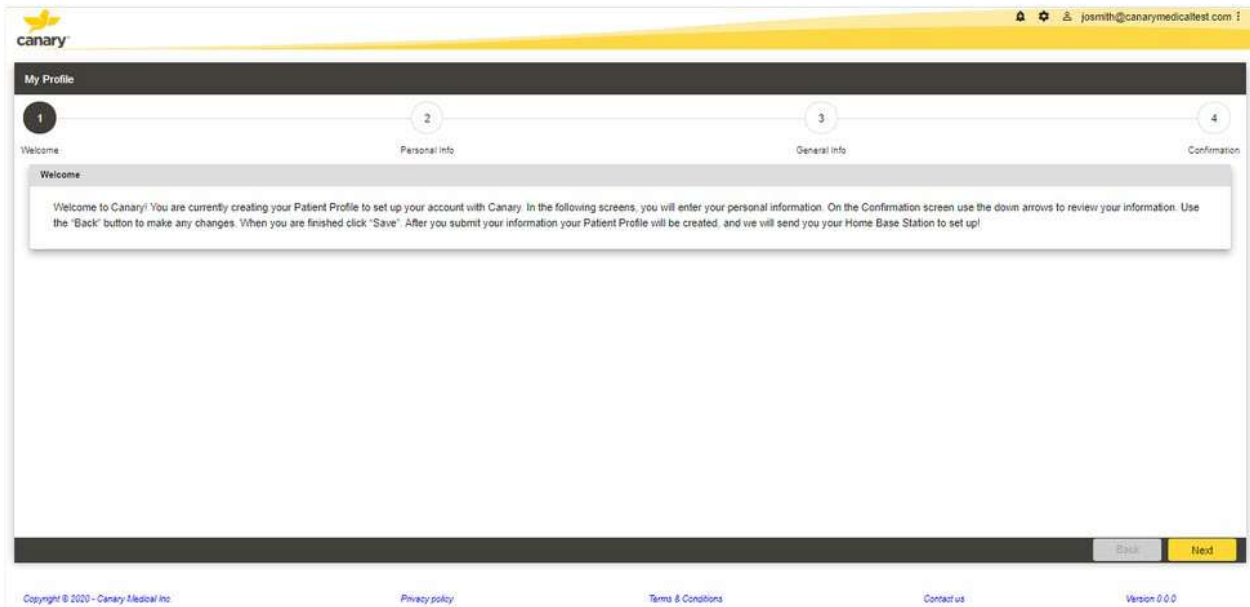 canary
josmith@canarymedicaltest.com
My Profile
1
2
3
4
Welcome
Personal Info
General Info
Confirmation
Welcome
Welcome to Canary! You are currently creating your Patient Profile to set up your account with Canary. In the following screens, you will enter your personal information. On the Confirmation screen use the down arrows to review your information. Use
the "Back" button to make any changes. When you are finished click "Save". After you submit your information your Patient Profile will be created, and we will send you your Home Base Station to set up!
Back
Next
Copyright © 2020 - Canary Medical Inc.
Privacy policy
Terms & Conditions
Contact us
Version 0.0.0